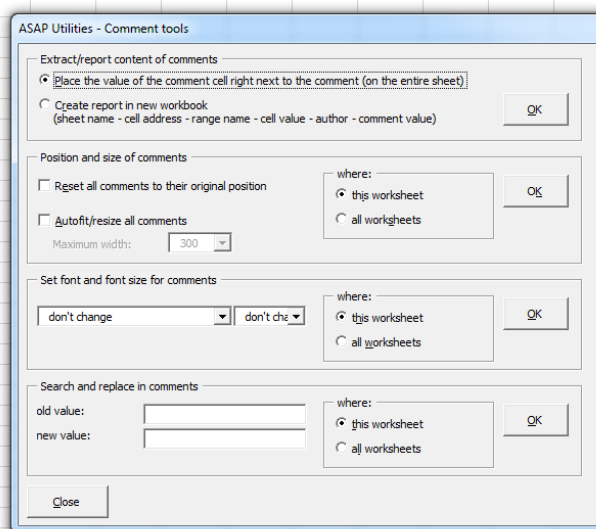 ASAP Utilities - Comment tools
Extract/report content of comments
Place the value of the comment cell right next to the comment (on the entire sheet)
Create report in new workbook
(sheet name - cell address - range name - cell value - author - comment value)
OK
Position and size of comments
Reset all comments to their original position
Autofit/resize all comments
Maximum width: 300
where:
this worksheet
all worksheets
OK
Set font and font size for comments
don't change
don't cha
where:
this worksheet
all worksheets
OK
Search and replace in comments
old value:
new value:
where:
this worksheet
all worksheets
OK
Close